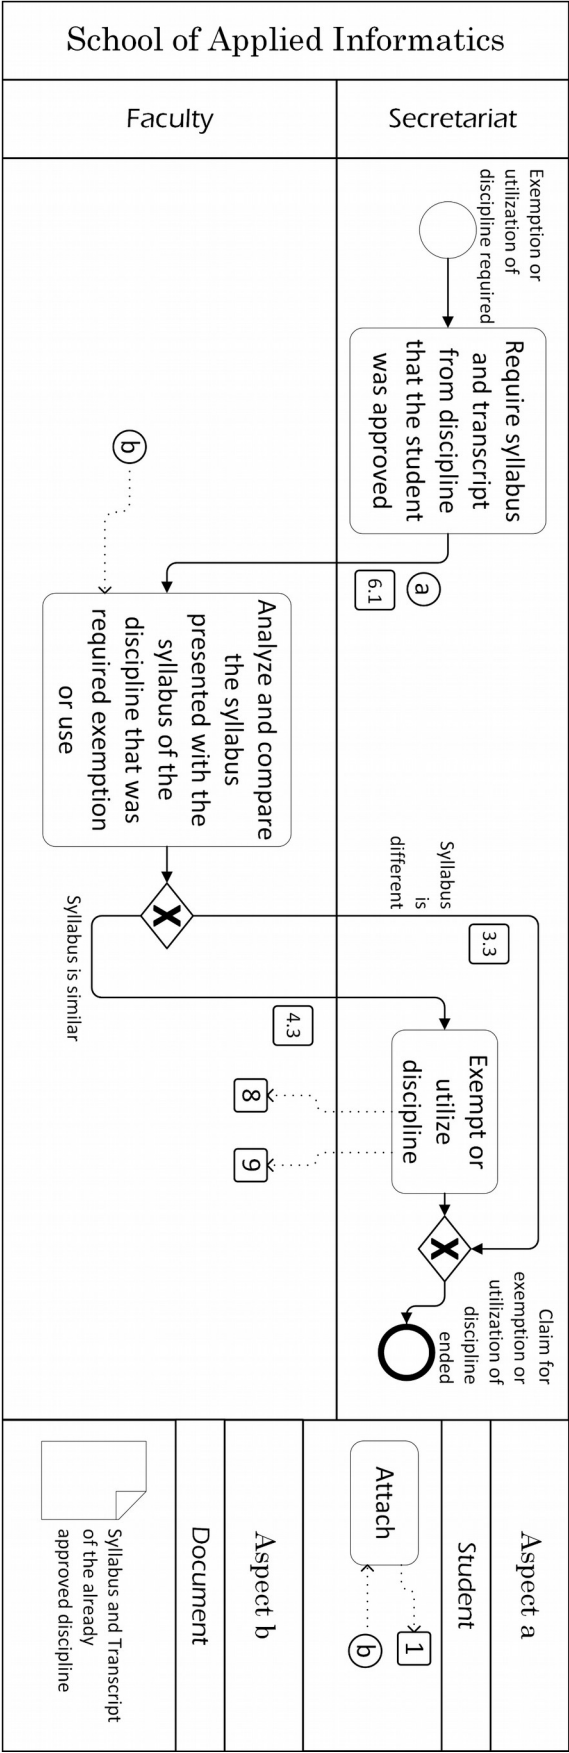 School of Applied Informatics
Secretariat
Faculty
Exemption or
utilization of
discipline required
Require syllabus
and transcript
from discipline
that the student
was approved
a
6.1
b
Analyze and compare
the syllabus
presented with the
syllabus of the
discipline that was
required exemption
or use
X
Syllabus
is
different
3.3
Syllabus is similar
4.3
Exempt or
utilize
discipline
8
9
X
Claim for
exemption or
utilization of
discipline
ended
Aspect a
Student
Attach
1
b
Aspect b
Document
Syllabus and Transcript
of the already
approved discipline